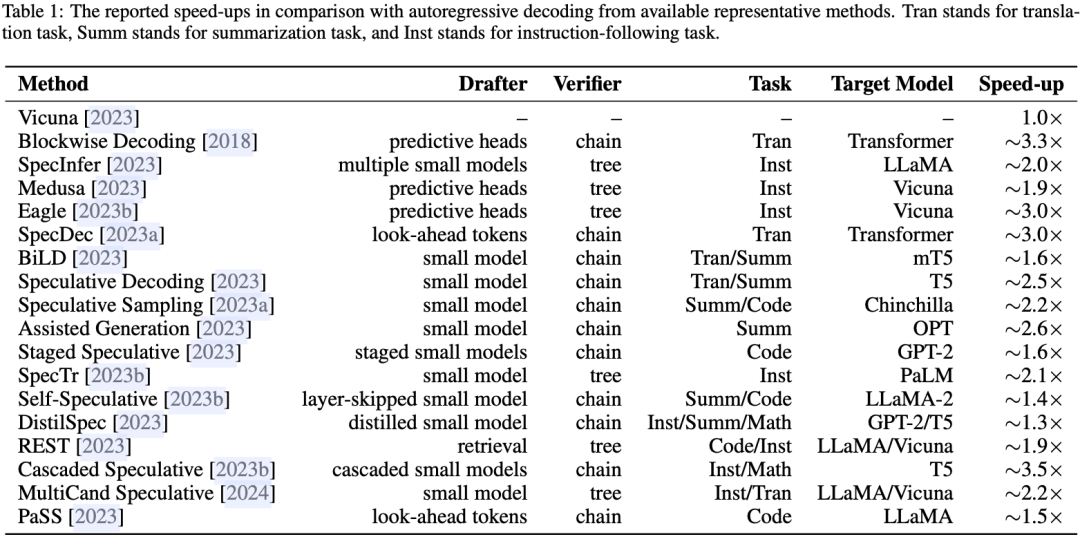 Table 1: The reported speed-ups in comparison with autoregressive decoding from available representative methods. Tran stands for transla-
tion task, Summ stands for summarization task, and Inst stands for instruction-following task.
Method Drafter Verifier Task Target Model Speed-up
Vicuna [2023] – – – – 1.0×
Blockwise Decoding [2018] predictive heads chain Tran Transformer ∼3.3×
SpecInfer [2023] multiple small models tree Inst LLaMA ∼2.0×
Medusa [2023] predictive heads tree Inst Vicuna ∼1.9×
Eagle [2023b] predictive heads tree Inst Vicuna ∼3.0×
SpecDec [2023a] look-ahead tokens chain Tran Transformer ∼3.0×
BiLD [2023] small model chain Tran/Summ mT5 ∼1.6×
Speculative Decoding [2023] small model chain Tran/Summ T5 ∼2.5×
Speculative Sampling [2023a] small model chain Summ/Code Chinchilla ∼2.2×
Assisted Generation [2023] small model chain Summ OPT ∼2.6×
Staged Speculative [2023] staged small models chain Code GPT-2 ∼1.6×
SpecTr [2023b] small model tree Inst PaLM ∼2.1×
Self-Speculative [2023b] layer-skipped small model chain Summ/Code LLaMA-2 ∼1.4×
DistilSpec [2023] distilled small model chain Inst/Summ/Math GPT-2/T5 ∼1.3×
REST [2023] retrieval tree Code/Inst LLaMA/Vicuna ∼1.9×
Cascaded Speculative [2023b] cascaded small models chain Inst/Math T5 ∼3.5×
MultiCand Speculative [2024] small model tree Inst/Tran LLaMA/Vicuna ∼2.2×
PaSS [2023] look-ahead tokens chain Code LLaMA ∼1.5×